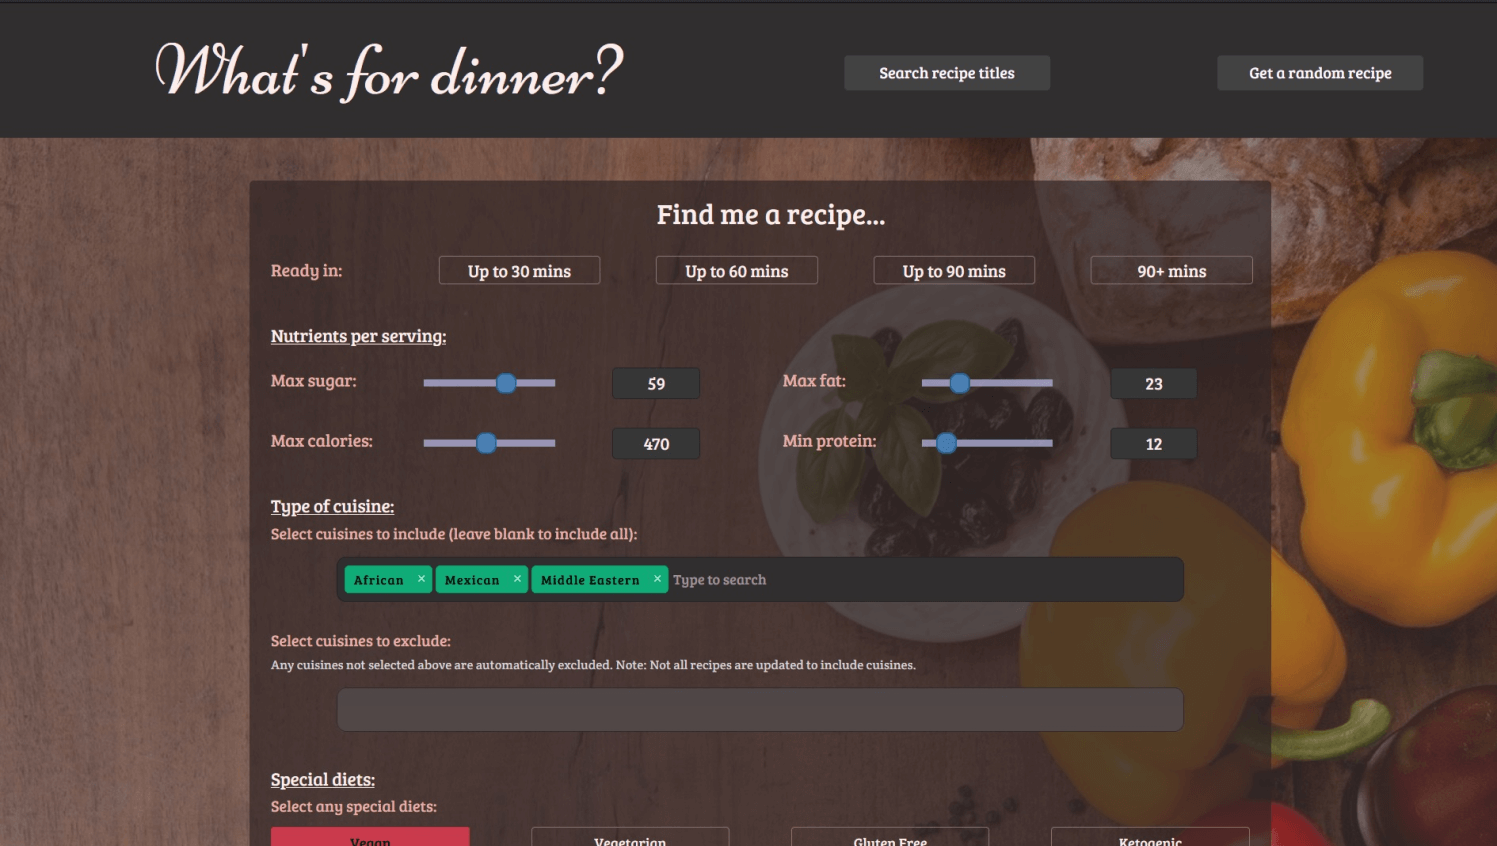 What's for dinner?
Search recipe titles
Get a random recipe
Find me a recipe...
Ready in:
Up to 30 mins
Up to 60 mins
Up to 90 mins
90+ mins
Nutrients per serving:
Max sugar:
59
Max fat:
23
Max calories:
470
Min protein:
12
Type of cuisine:
Select cuisines to include (leave blank to include all):
African × Mexican × Middle Eastern × Type to search
Select cuisines to exclude:
Any cuisines not selected above are automatically excluded. Note: Not all recipes are updated to include cuisines.
Special diets:
Select any special diets:
Vegan
Vegetarian
Gluten Free
Ketogenic